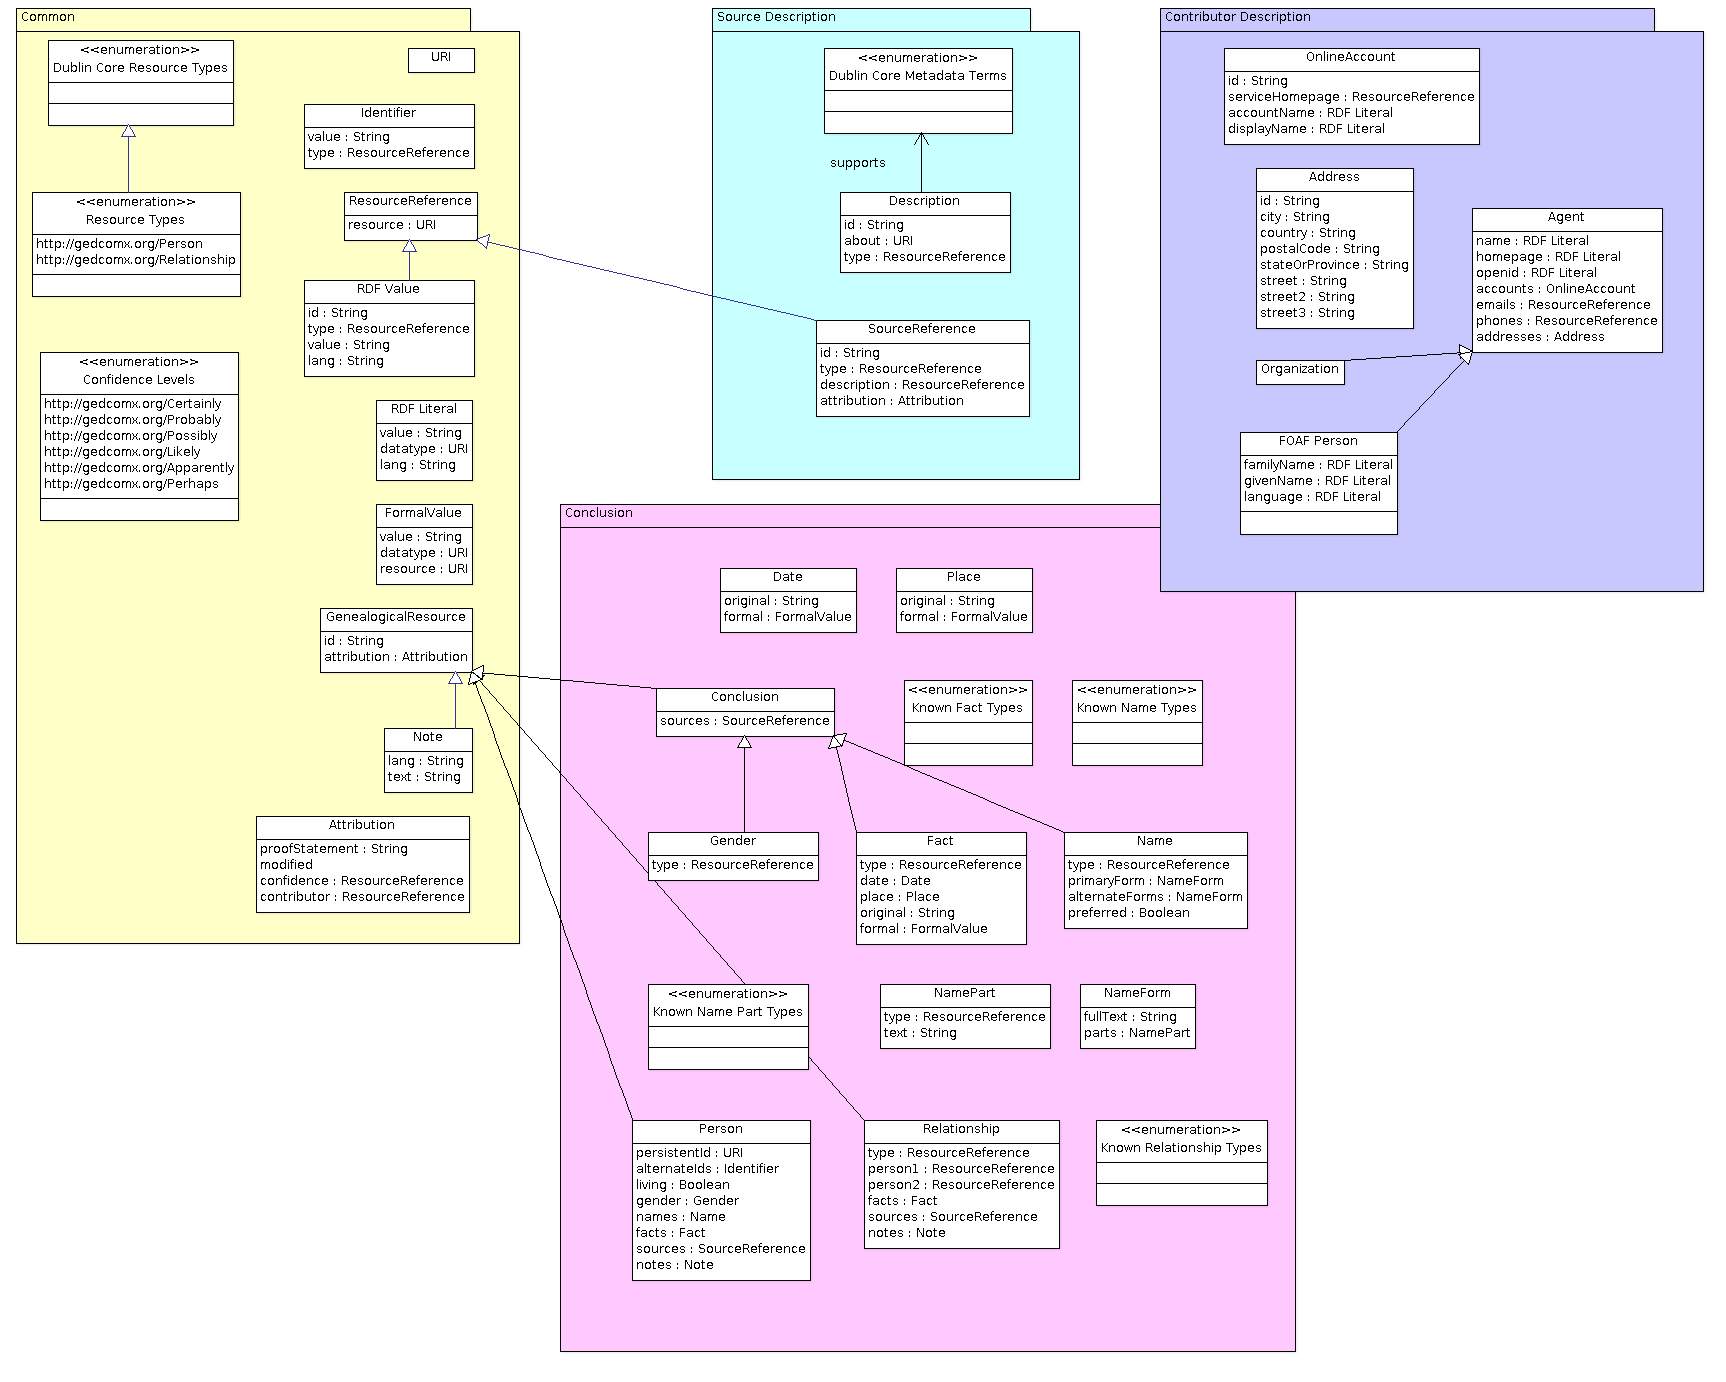 Common
<<enumeration>>
Dublin Core Resource Types
URI
Identifier
value : String
type : ResourceReference
<<enumeration>>
Resource Types
http://gedcomx.org/Person
http://gedcomx.org/Relationship
ResourceReference
resource : URI
RDF Value
id : String
type : ResourceReference
value : String
lang : String
<<enumeration>>
Confidence Levels
http://gedcomx.org/Certainly
http://gedcomx.org/Probably
http://gedcomx.org/Possibly
http://gedcomx.org/Likely
http://gedcomx.org/Apparently
http://gedcomx.org/Perhaps
RDF Literal
value : String
datatype : URI
lang : String
FormalValue
value : String
datatype : URI
resource : URI
GenealogicalResource
id : String
attribution : Attribution
Note
lang : String
text : String
Attribution
proofStatement : String
modified
confidence : ResourceReference
contributor : ResourceReference
Source Description
<<enumeration>>
Dublin Core Metadata Terms
supports
Description
id : String
about : URI
type : ResourceReference
SourceReference
id : String
type : ResourceReference
description : ResourceReference
attribution : Attribution
Contributor Description
OnlineAccount
id : String
serviceHomepage : ResourceReference
accountName : RDF Literal
displayName : RDF Literal
Address
id : String
city : String
country : String
postalCode : String
stateOrProvince : String
street : String
street2 : String
street3 : String
Agent
name : RDF Literal
homepage : RDF Literal
openid : RDF Literal
accounts : OnlineAccount
emails : ResourceReference
phones : ResourceReference
addresses : Address
Organization
FOAF Person
familyName : RDF Literal
givenName : RDF Literal
language : RDF Literal
Conclusion
Date
original : String
formal : FormalValue
Place
original : String
formal : FormalValue
Conclusion
sources : SourceReference
<<enumeration>>
Known Fact Types
<<enumeration>>
Known Name Types
Gender
type : ResourceReference
Fact
type : ResourceReference
date : Date
place : Place
original : String
formal : FormalValue
Name
type : ResourceReference
primaryForm : NameForm
alternateForms : NameForm
preferred : Boolean
<<enumeration>>
Known Name Part Types
NamePart
type : ResourceReference
text : String
NameForm
fullText : String
parts : NamePart
Person
persistentId : URI
alternateIds : Identifier
living : Boolean
gender : Gender
names : Name
facts : Fact
sources : SourceReference
notes : Note
Relationship
type : ResourceReference
person1 : ResourceReference
person2 : ResourceReference
facts : Fact
sources : SourceReference
notes : Note
<<enumeration>>
Known Relationship Types